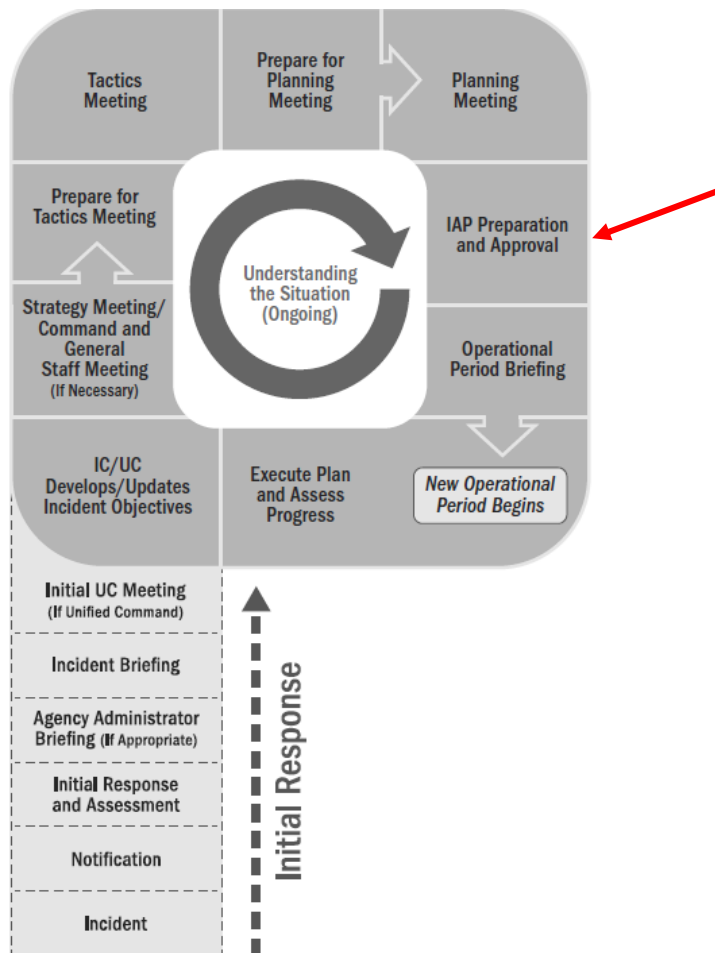 Tactics
Meeting
Prepare for
Planning
Meeting
Planning
Meeting
Prepare for
Tactics Meeting
IAP Preparation
and Approval
Understanding
the Situation
(Ongoing)
Strategy Meeting/
Command and
General
Staff Meeting
(If Necessary)
Operational
Period Briefing
IC/UC
Develops/Updates
Incident Objectives
Execute Plan
and Assess
Progress
New Operational
Period Begins
Initial UC Meeting
(If Unified Command)
Incident Briefing
Agency Administrator
Briefing (If Appropriate)
Initial Response
and Assessment
Notification
Incident
Initial Response